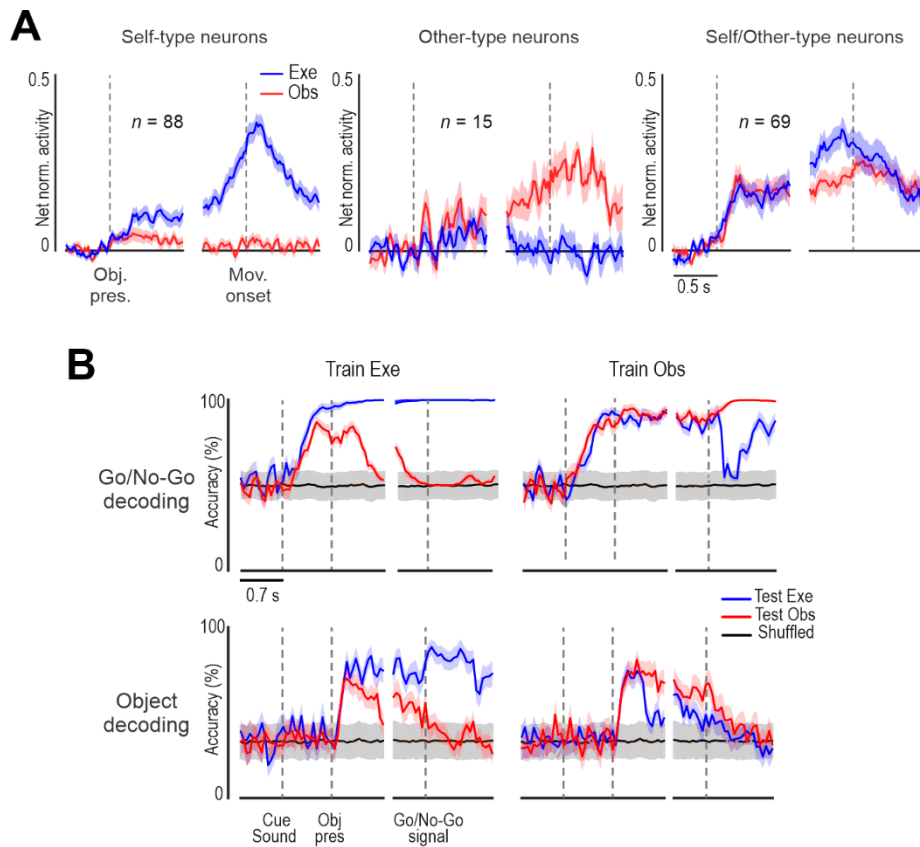 A
Self-type neurons
Other-type neurons
Self/Other-type neurons
0.5
Exe
Obs
n = 88
Net norm. activity
0
Obj.
pres.
Mov.
onset
0.5
n = 15
Net norm. activity
0
0.5
n = 69
Net norm. activity
0
0.5 s
B
Train Exe
Train Obs
100
Go/No-Go
decoding
Accuracy (%)
0
0.7 s
Test Exe
Test Obs
Shuffled
100
Object
decoding
Accuracy (%)
0
Cue
Sound
Obj
pres
Go/No-Go
signal